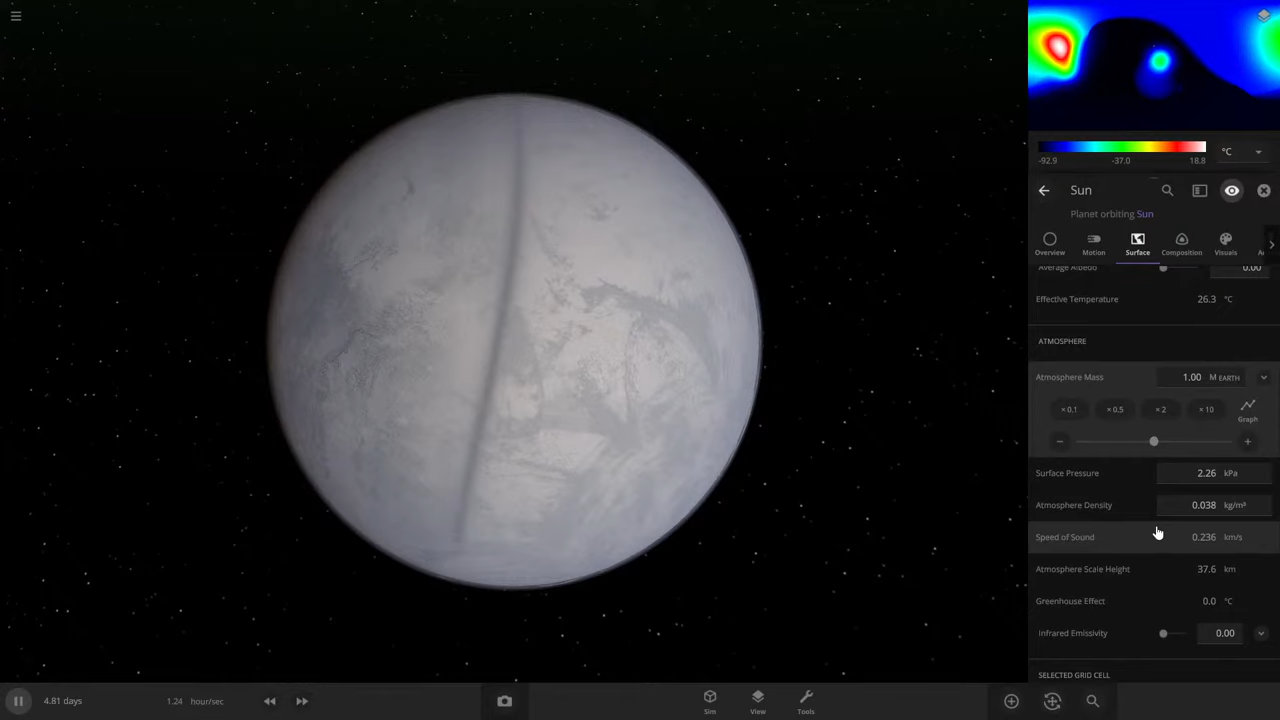 °C
-92.9 -37.0 18.8
Sun
Planet orbiting Sun
Overview Motion Surface Composition Visuals
Average Albedo 0.00
Effective Temperature 26.3 °C
ATMOSPHERE
Atmosphere Mass 1.00 M EARTH
× 0.1 × 0.5 × 2 × 10 Graph
Surface Pressure 2.26 kPa
Atmosphere Density 0.038 kg/m³
Speed of Sound 0.236 km/s
Atmosphere Scale Height 37.6 km
Greenhouse Effect 0.0 °C
Infrared Emissivity 0.00
SELECTED GRID CELL
4.81 days 1.24 hour/sec Sim View Tools